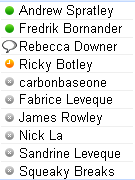 Andrew Spratley
Fredrik Bornander
Rebecca Downer
Ricky Botley
carbonbaseone
Fabrice Leveque
James Rowley
Nick La
Sandrine Leveque
Squeaky Breaks